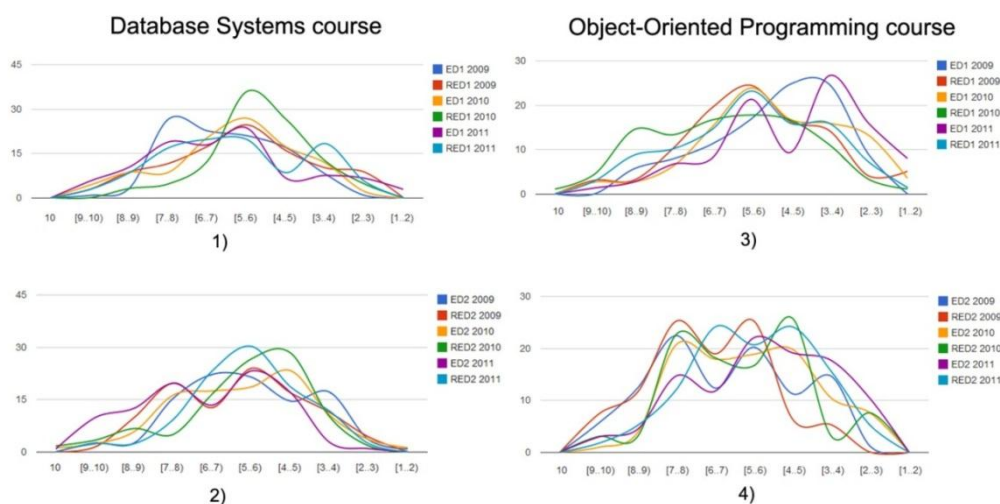 Database Systems course
45
30
15
0
10 [9..10) [8..9) [7..8) [6..7) [5..6) [4..5) [3..4) [2..3) [1..2)
ED1 2009
RED1 2009
ED1 2010
RED1 2010
ED1 2011
RED1 2011
1)
Object-Oriented Programming course
30
20
10
0
10 [9..10) [8..9) [7..8) [6..7) [5..6) [4..5) [3..4) [2..3) [1..2)
ED1 2009
RED1 2009
ED1 2010
RED1 2010
ED1 2011
RED1 2011
3)
45
30
15
0
10 [9..10) [8..9) [7..8) [6..7) [5..6) [4..5) [3..4) [2..3) [1..2)
ED2 2009
RED2 2009
ED2 2010
RED2 2010
ED2 2011
RED2 2011
2)
30
20
10
0
10 [9..10) [8..9) [7..8) [6..7) [5..6) [4..5) [3..4) [2..3) [1..2)
ED2 2009
RED2 2009
ED2 2010
RED2 2010
ED2 2011
RED2 2011
4)